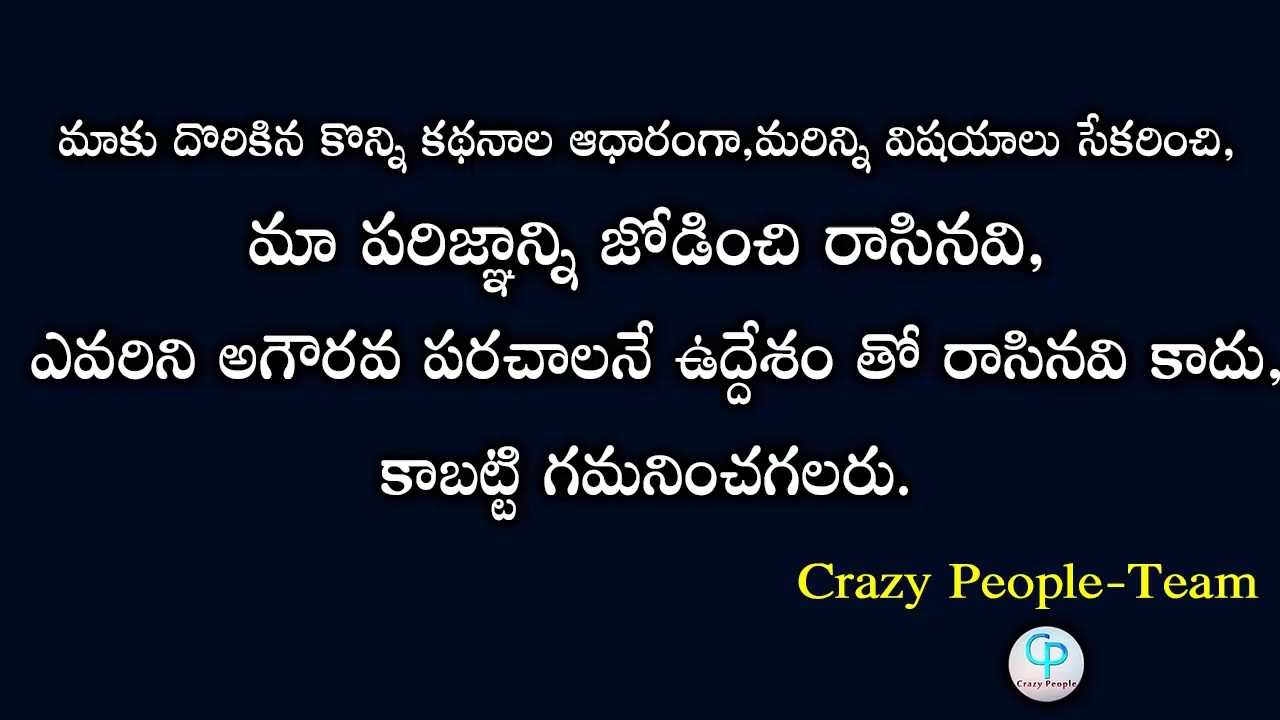 మాకు దొరికిన కొన్ని కథనాల ఆధారంగా,మరిన్ని విషయాలు సేకరించి,
మా పరిజ్ఞాన్ని జోడించి రాసినవి,
ఎవరిని అగౌరవ పరచాలనే ఉద్దేశం తో రాసినవి కాదు,
కాబట్టి గమనించగలరు.
Crazy People-Team
CP
Crazy People